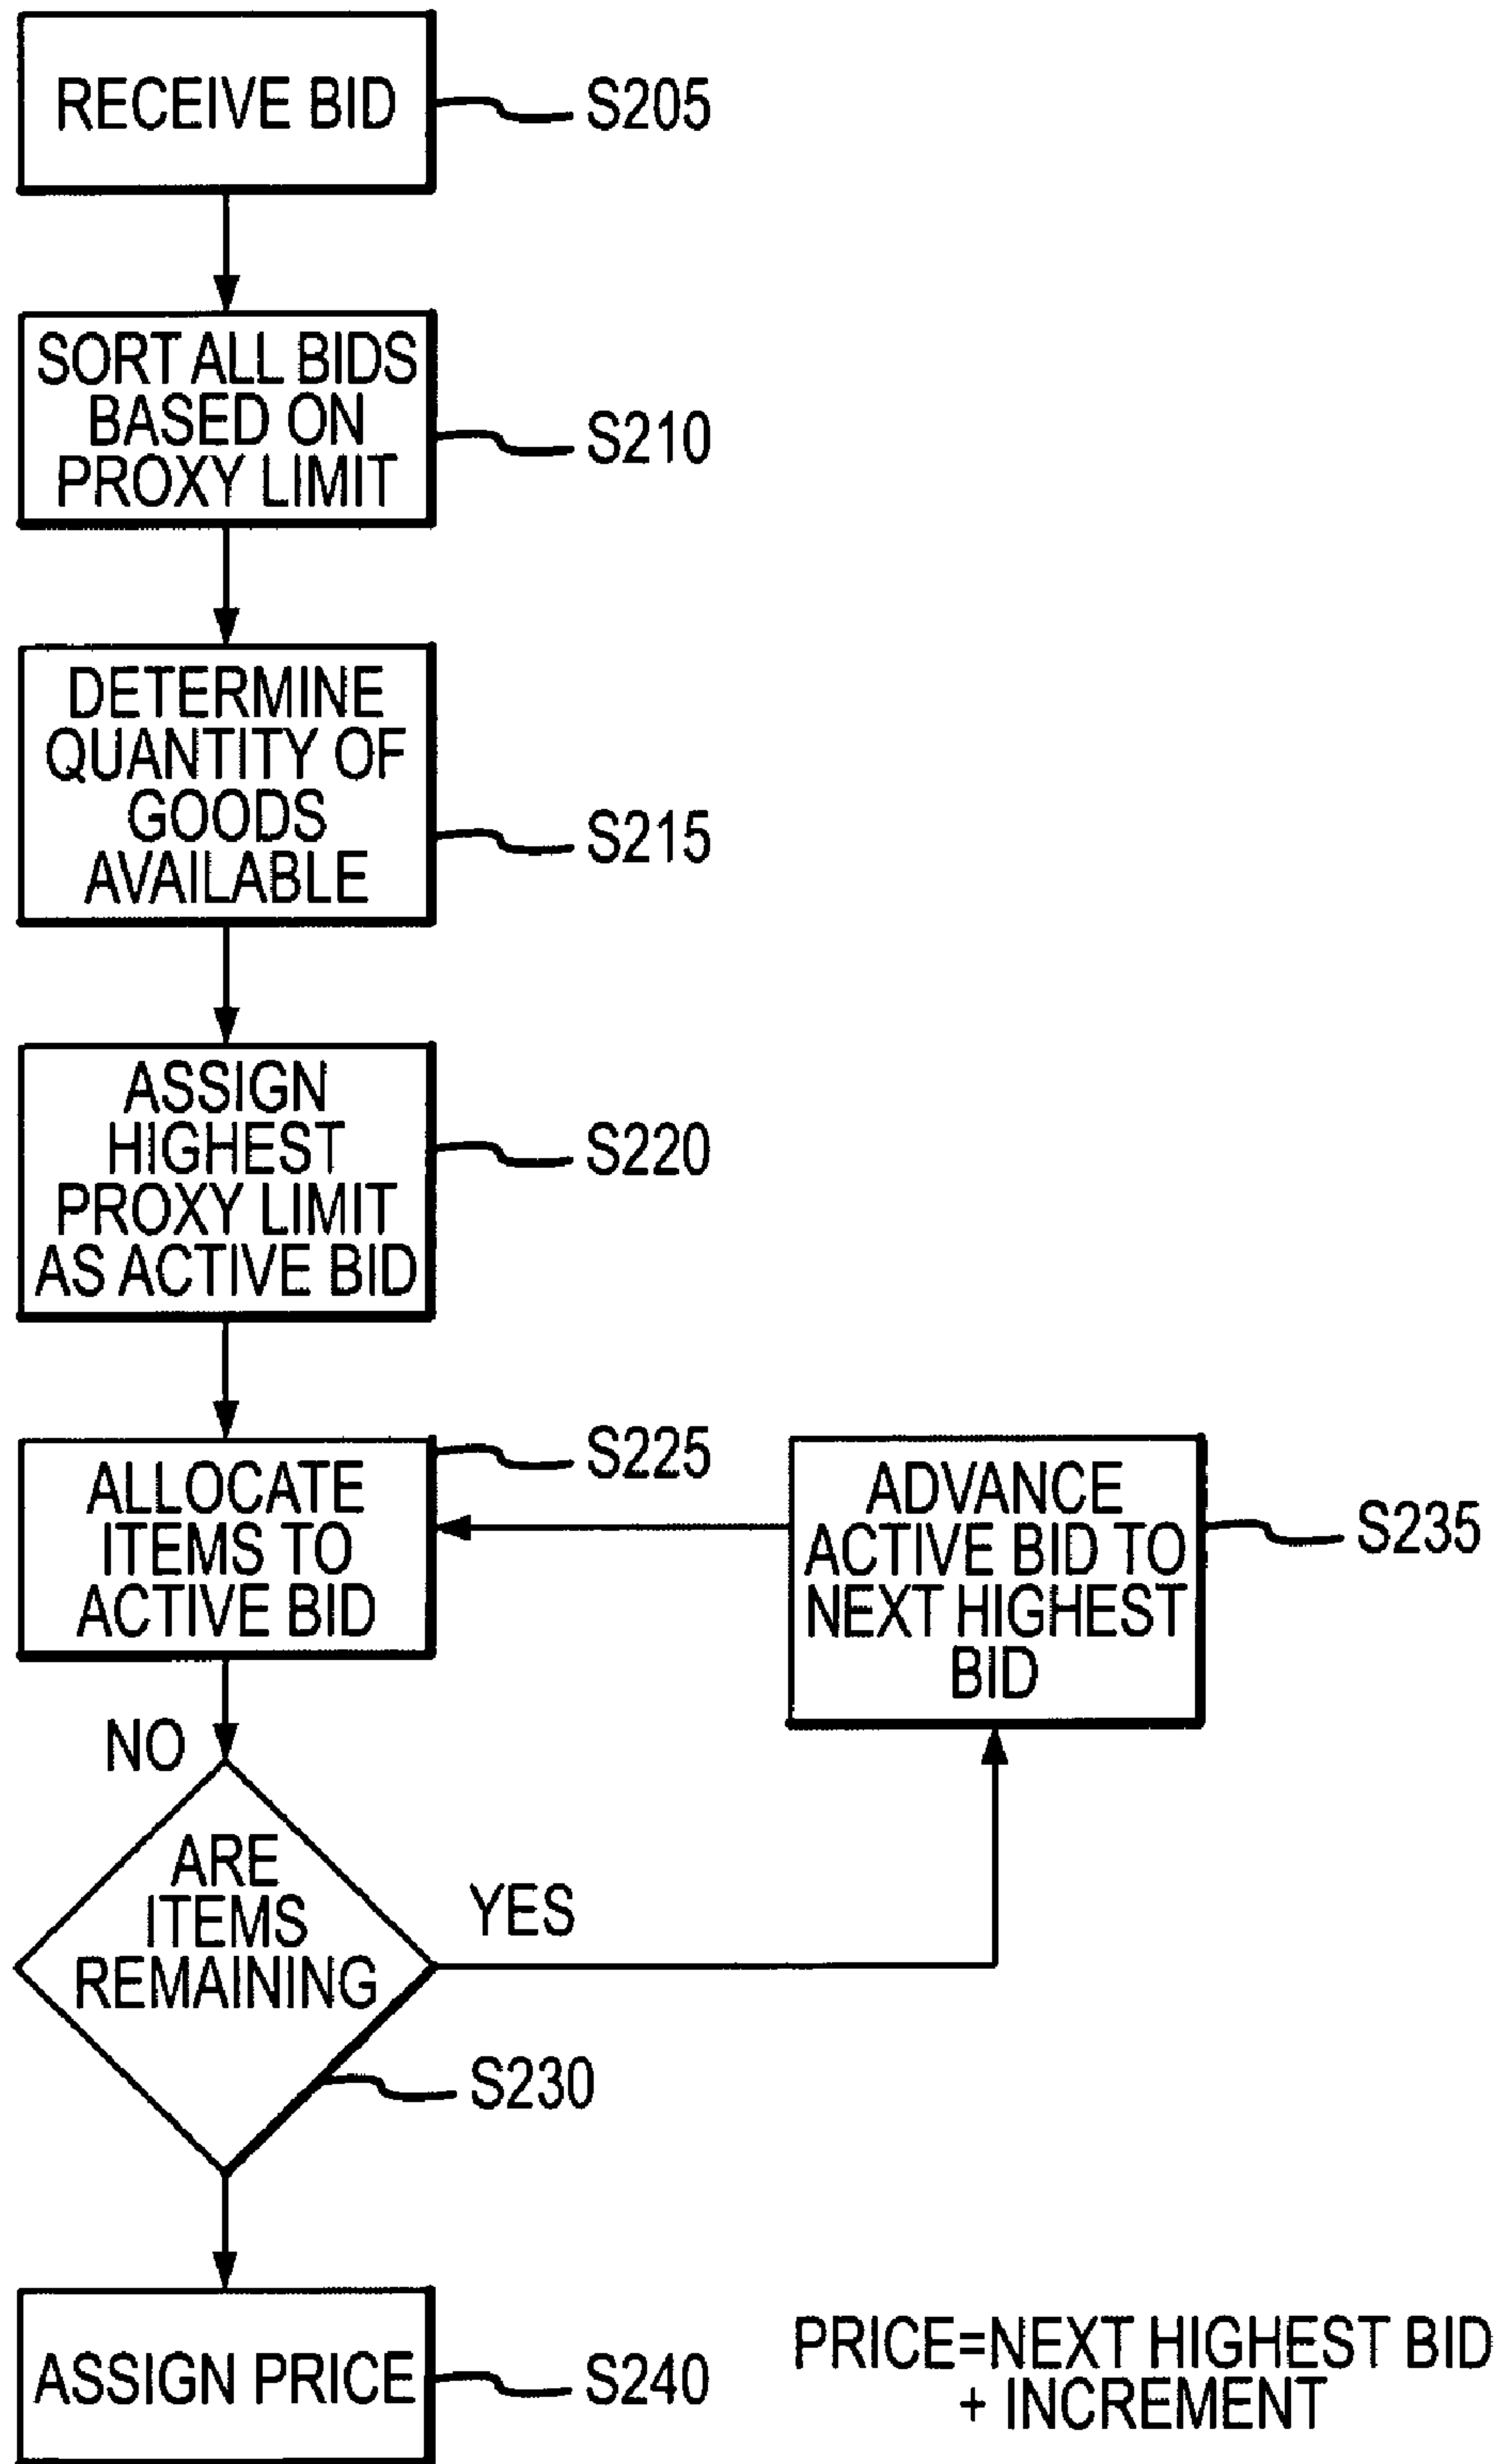 RECEIVE BID
S205
SORT ALL BIDS
BASED ON
PROXY LIMIT
S210
DETERMINE
QUANTITY OF
GOODS
AVAILABLE
S215
ASSIGN
HIGHEST
PROXY LIMIT
AS ACTIVE BID
S220
ALLOCATE
ITEMS TO
ACTIVE BID
S225
ADVANCE
ACTIVE BID TO
NEXT HIGHEST
BID
S235
NO
ARE
ITEMS
REMAINING
YES
S230
ASSIGN PRICE
S240
PRICE=NEXT HIGHEST BID
+ INCREMENT